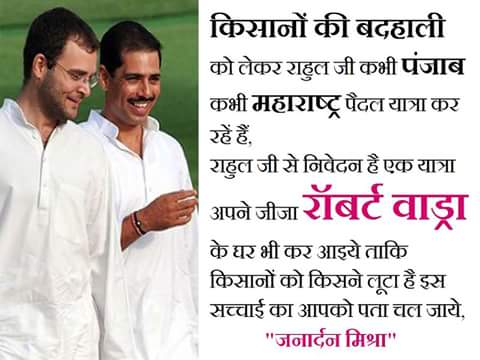 किसानों की बदहाली
को लेकर राहुल जी कभी पंजाब
कभी महाराष्ट्र पैदल यात्रा कर
रहें हैं,
राहुल जी से निवेदन है एक यात्रा
अपने जीजा रॉबर्ट वाड्रा
के घर भी कर आइये ताकि
किसानों को किसने लूटा है इस
सच्चाई का आपको पता चल जाये,
"जनार्दन मिश्रा"